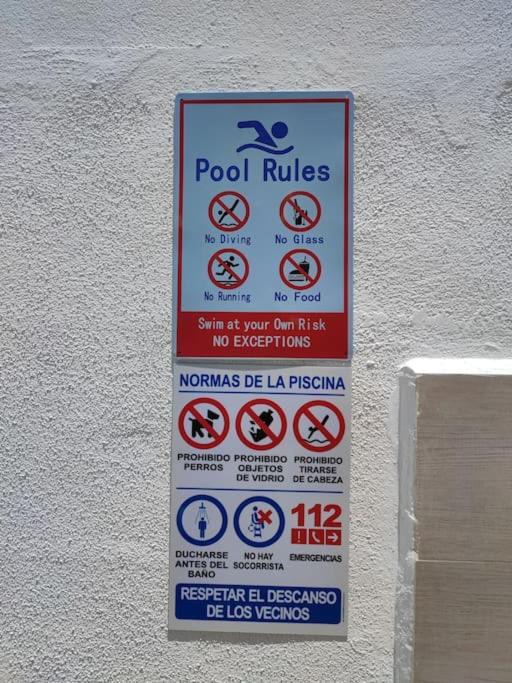 Pool Rules
No Diving
No Glass
No Running
No Food
Swim at your Own Risk
NO EXCEPTIONS
NORMAS DE LA PISCINA
PROHIBIDO
PERROS
PROHIBIDO
OBJETOS
DE VIDRIO
PROHIBIDO
TIRARSE
DE CABEZA
DUCHARSE
ANTES DEL
BAÑO
NO HAY
SOCORRISTA
112
EMERGENCIAS
RESPETAR EL DESCANSO
DE LOS VECINOS